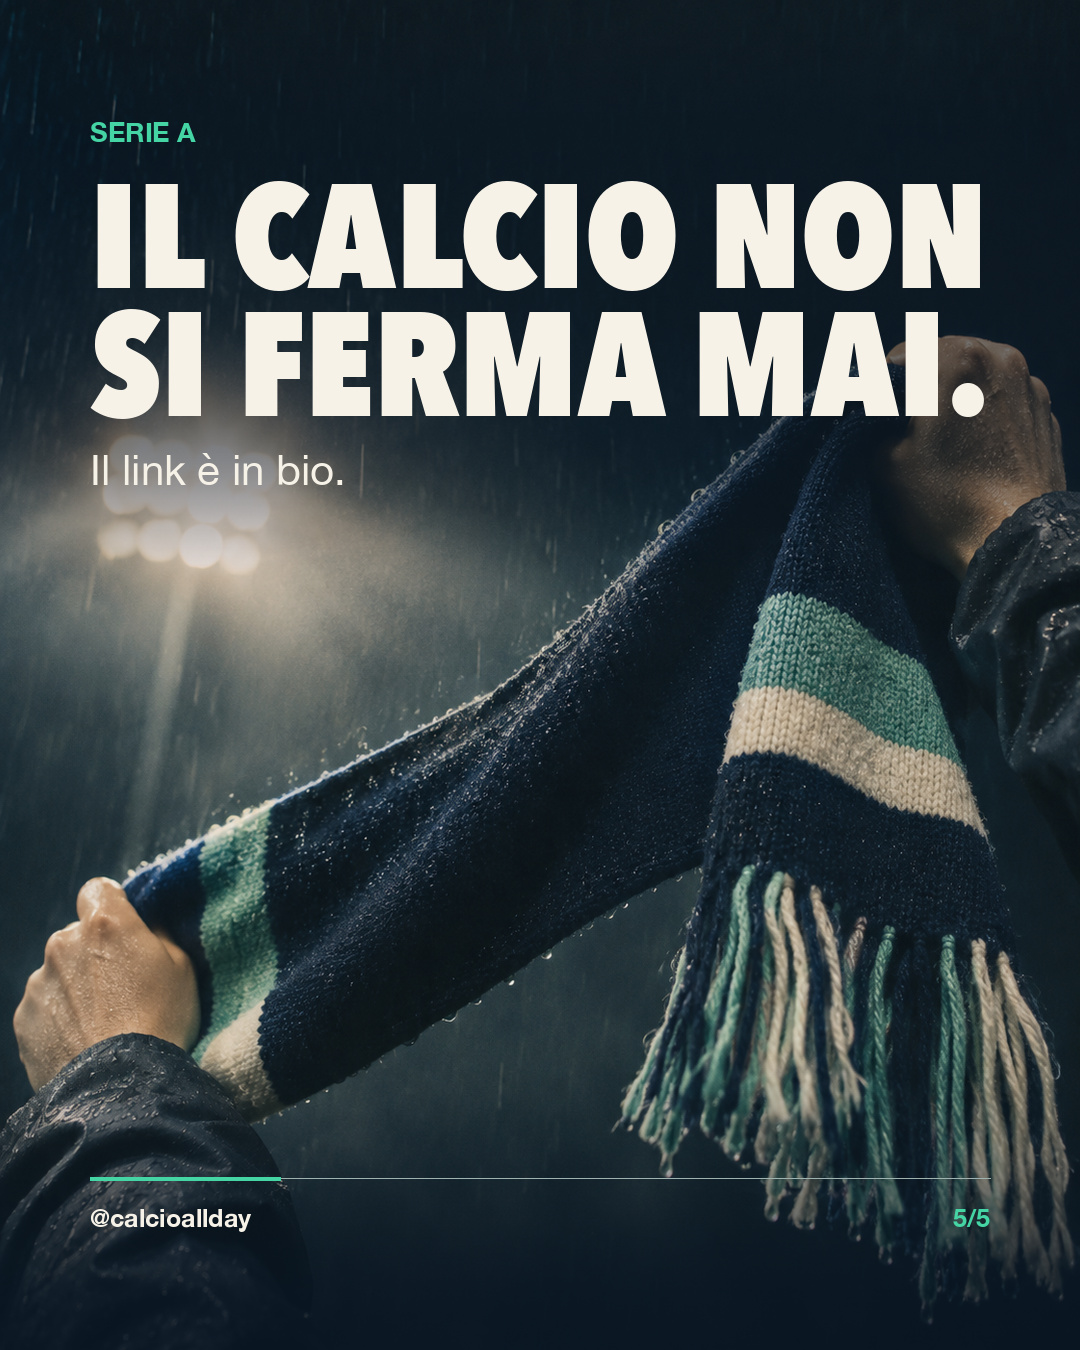 SERIE A
IL CALCIO NON
SI FERMA MAI.
Il link è in bio.
@calcioallday
5/5